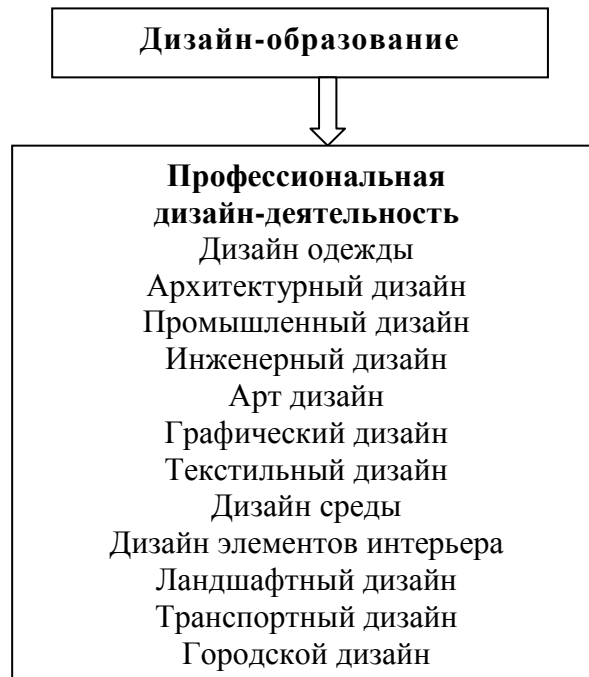 Дизайн-образование
Профессиональная
дизайн-деятельность
Дизайн одежды
Архитектурный дизайн
Промышленный дизайн
Инженерный дизайн
Арт дизайн
Графический дизайн
Текстильный дизайн
Дизайн среды
Дизайн элементов интерьера
Ландшафтный дизайн
Транспортный дизайн
Городской дизайн